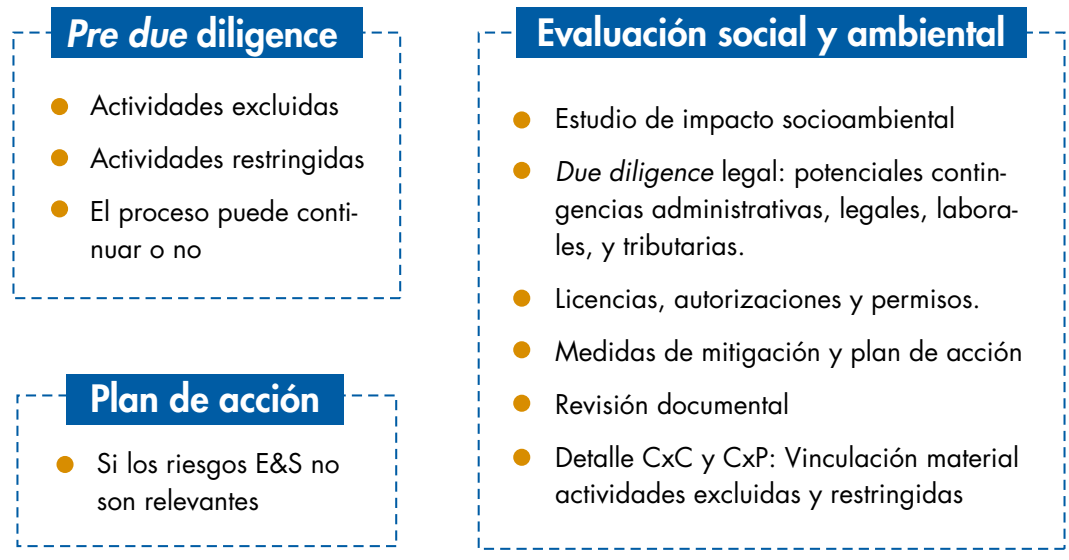 Pre due diligence
Actividades excluidas
Actividades restringidas
El proceso puede conti-
nuar o no
Plan de acción
Si los riesgos E&S no
son relevantes
Evaluación social y ambiental
Estudio de impacto socioambiental
Due diligence legal: potenciales contin-
gencias administrativas, legales, labora-
les, y tributarias.
Licencias, autorizaciones y permisos.
Medidas de mitigación y plan de acción
Revisión documental
Detalle CxC y CxP: Vinculación material
actividades excluidas y restringidas